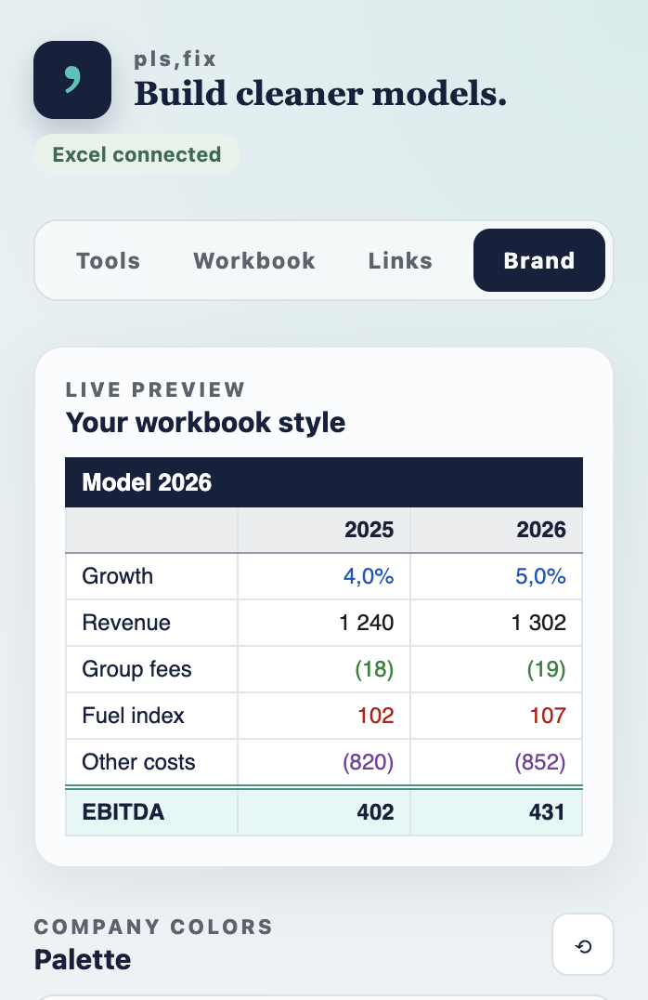 pls,fix
Build cleaner models.
Excel connected
Tools Workbook Links Brand
LIVE PREVIEW
Your workbook style
Model 2026
2025 2026
Growth 4,0% 5,0%
Revenue 1 240 1 302
Group fees (18) (19)
Fuel index 102 107
Other costs (820) (852)
EBITDA 402 431
COMPANY COLORS
Palette